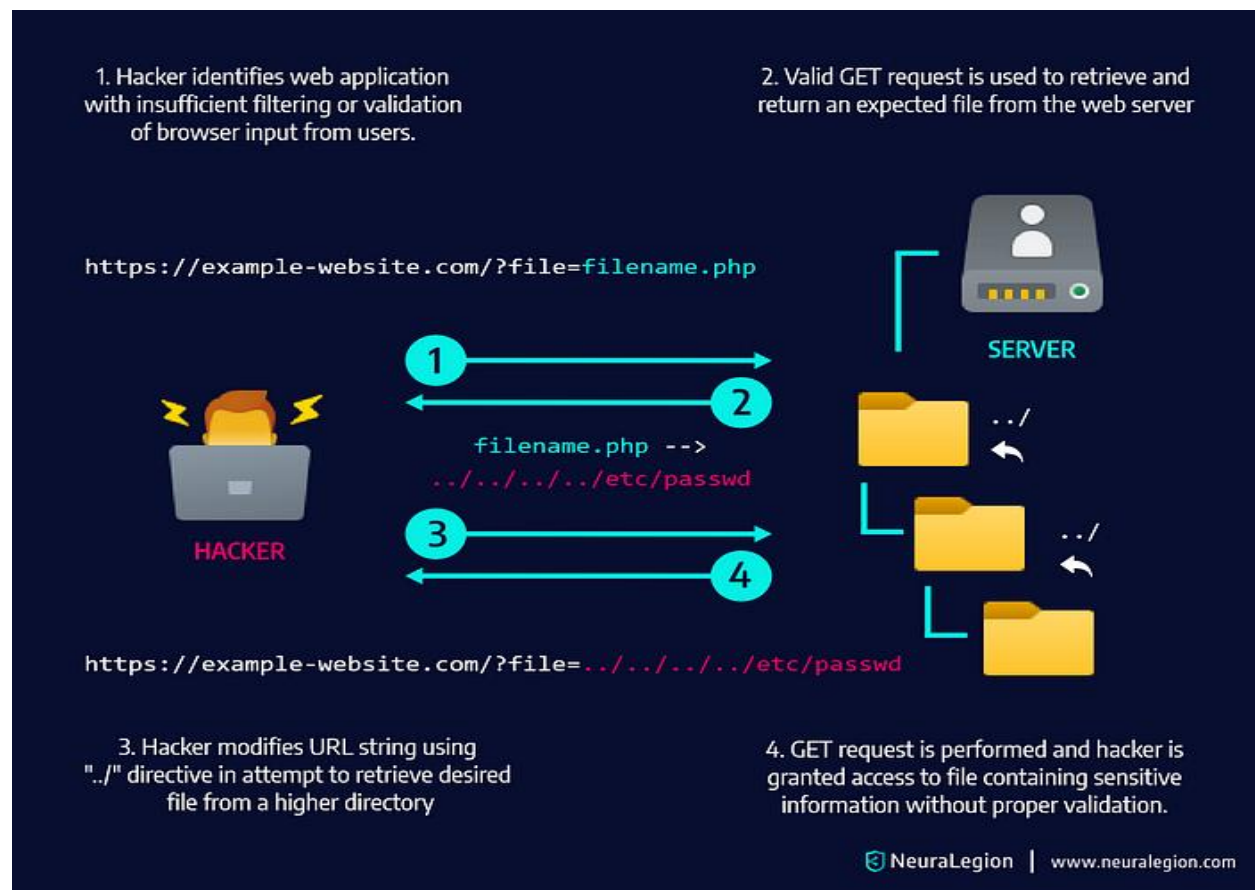 1. Hacker identifies web application
with insufficient filtering or validation
of browser input from users.
2. Valid GET request is used to retrieve and
return an expected file from the web server
https://example-website.com/?file=filename.php
SERVER
1
2
../
filename.php -->
../../../../etc/passwd
HACKER
3
4
../
https://example-website.com/?file=../../../../etc/passwd
3. Hacker modifies URL string using
"../" directive in attempt to retrieve desired
file from a higher directory
4. GET request is performed and hacker is
granted access to file containing sensitive
information without proper validation.
NeuraLegion | www.neuralegion.com